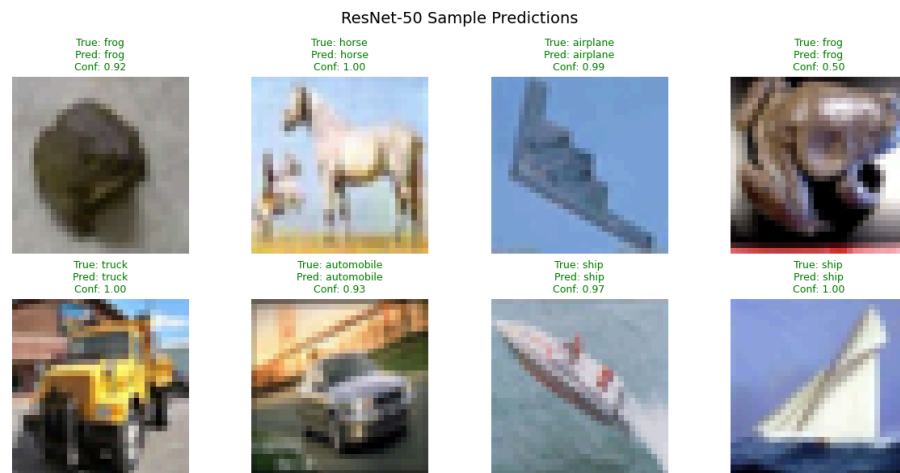 ResNet-50 Sample Predictions
True: frog
Pred: frog
Conf: 0.92
True: horse
Pred: horse
Conf: 1.00
True: airplane
Pred: airplane
Conf: 0.99
True: frog
Pred: frog
Conf: 0.50
True: truck
Pred: truck
Conf: 1.00
True: automobile
Pred: automobile
Conf: 0.93
True: ship
Pred: ship
Conf: 0.97
True: ship
Pred: ship
Conf: 1.00